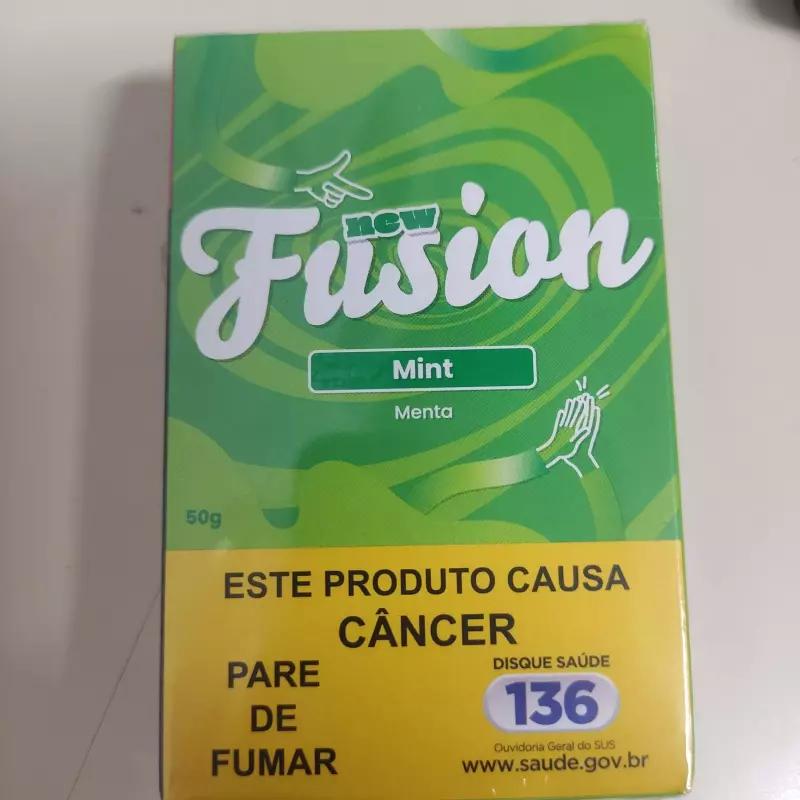 new
Fusion
Mint
Menta
50g
ESTE PRODUTO CAUSA
CÂNCER
PARE
DE
FUMAR
DISQUE SAÚDE
136
Ouvidoria Geral do SUS
www.saude.gov.br